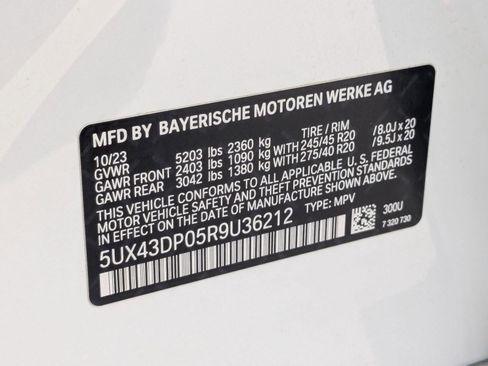 MFD BY BAYERISCHE MOTOREN WERKE AG
10/23 5203 lbs 2360 kg TIRE / RIM
GVWR
GAWR FRONT 2403 lbs 1090 kg WITH 245/45 R20 /8.0J x 20
GAWR REAR 3042 lbs 1380 kg WITH 275/40 R20 /9.5J x 20
THIS VEHICLE CONFORMS TO ALL APPLICABLE U.S. FEDERAL
MOTOR VEHICLE SAFETY AND THEFT PREVENTION STANDARDS
IN EFFECT ON THE DATE OF MANUFACTURE SHOWN ABOVE.
5UX43DP05R9U36212 TYPE: MPV 300U
7 320 730